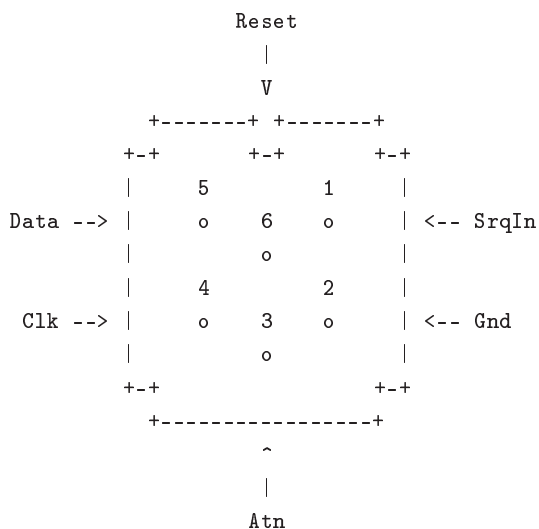 Reset
|
V
+-------+ +-------+
+-+ +-+ +-+
| 5 1 |
Data --> | o 6 o | <-- SrqIn
| o |
| 4 2 |
Clk --> | o 3 o | <-- Gnd
| o |
+-+ +-+
+-----------------+
^
|
Atn